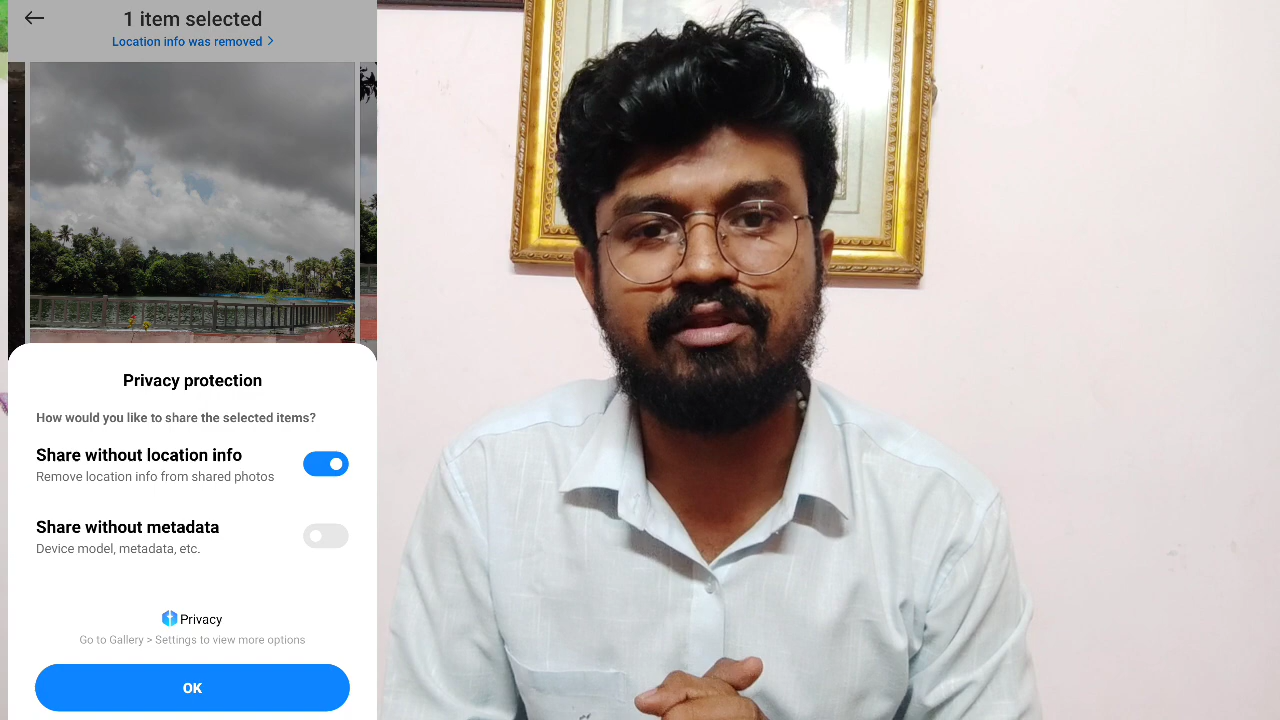 1 item selected
Location info was removed >
Privacy protection
How would you like to share the selected items?
Share without location info
Remove location info from shared photos
Share without metadata
Device model, metadata, etc.
Privacy
Go to Gallery > Settings to view more options
OK